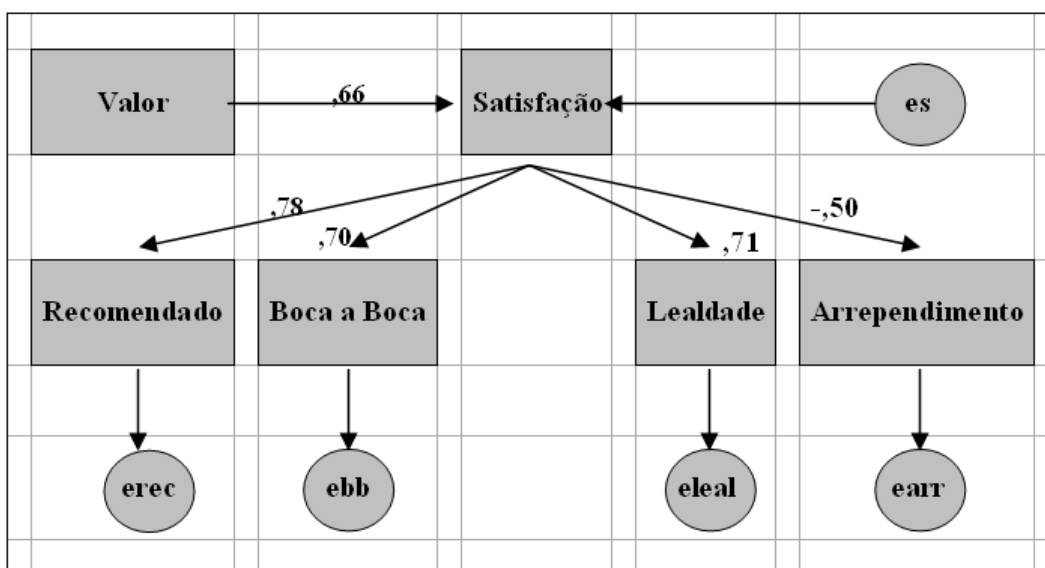 Valor
,66
Satisfação
es
,78
,70
,71
-,50
Recomendado
Boca a Boca
Lealdade
Arrependimento
erec
ebb
eleal
earr